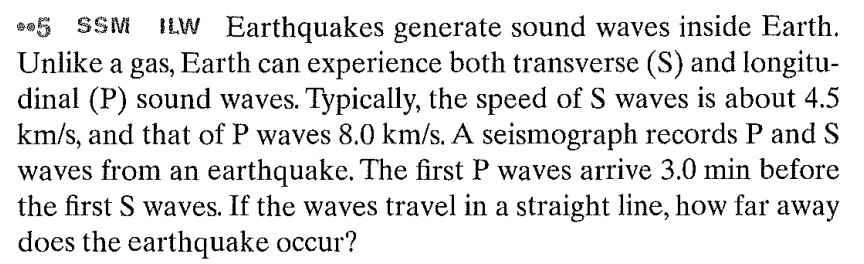 ••5 SSM ILW Earthquakes generate sound waves inside Earth.
Unlike a gas, Earth can experience both transverse (S) and longitu-
dinal (P) sound waves. Typically, the speed of S waves is about 4.5
km/s, and that of P waves 8.0 km/s. A seismograph records P and S
waves from an earthquake. The first P waves arrive 3.0 min before
the first S waves. If the waves travel in a straight line, how far away
does the earthquake occur?